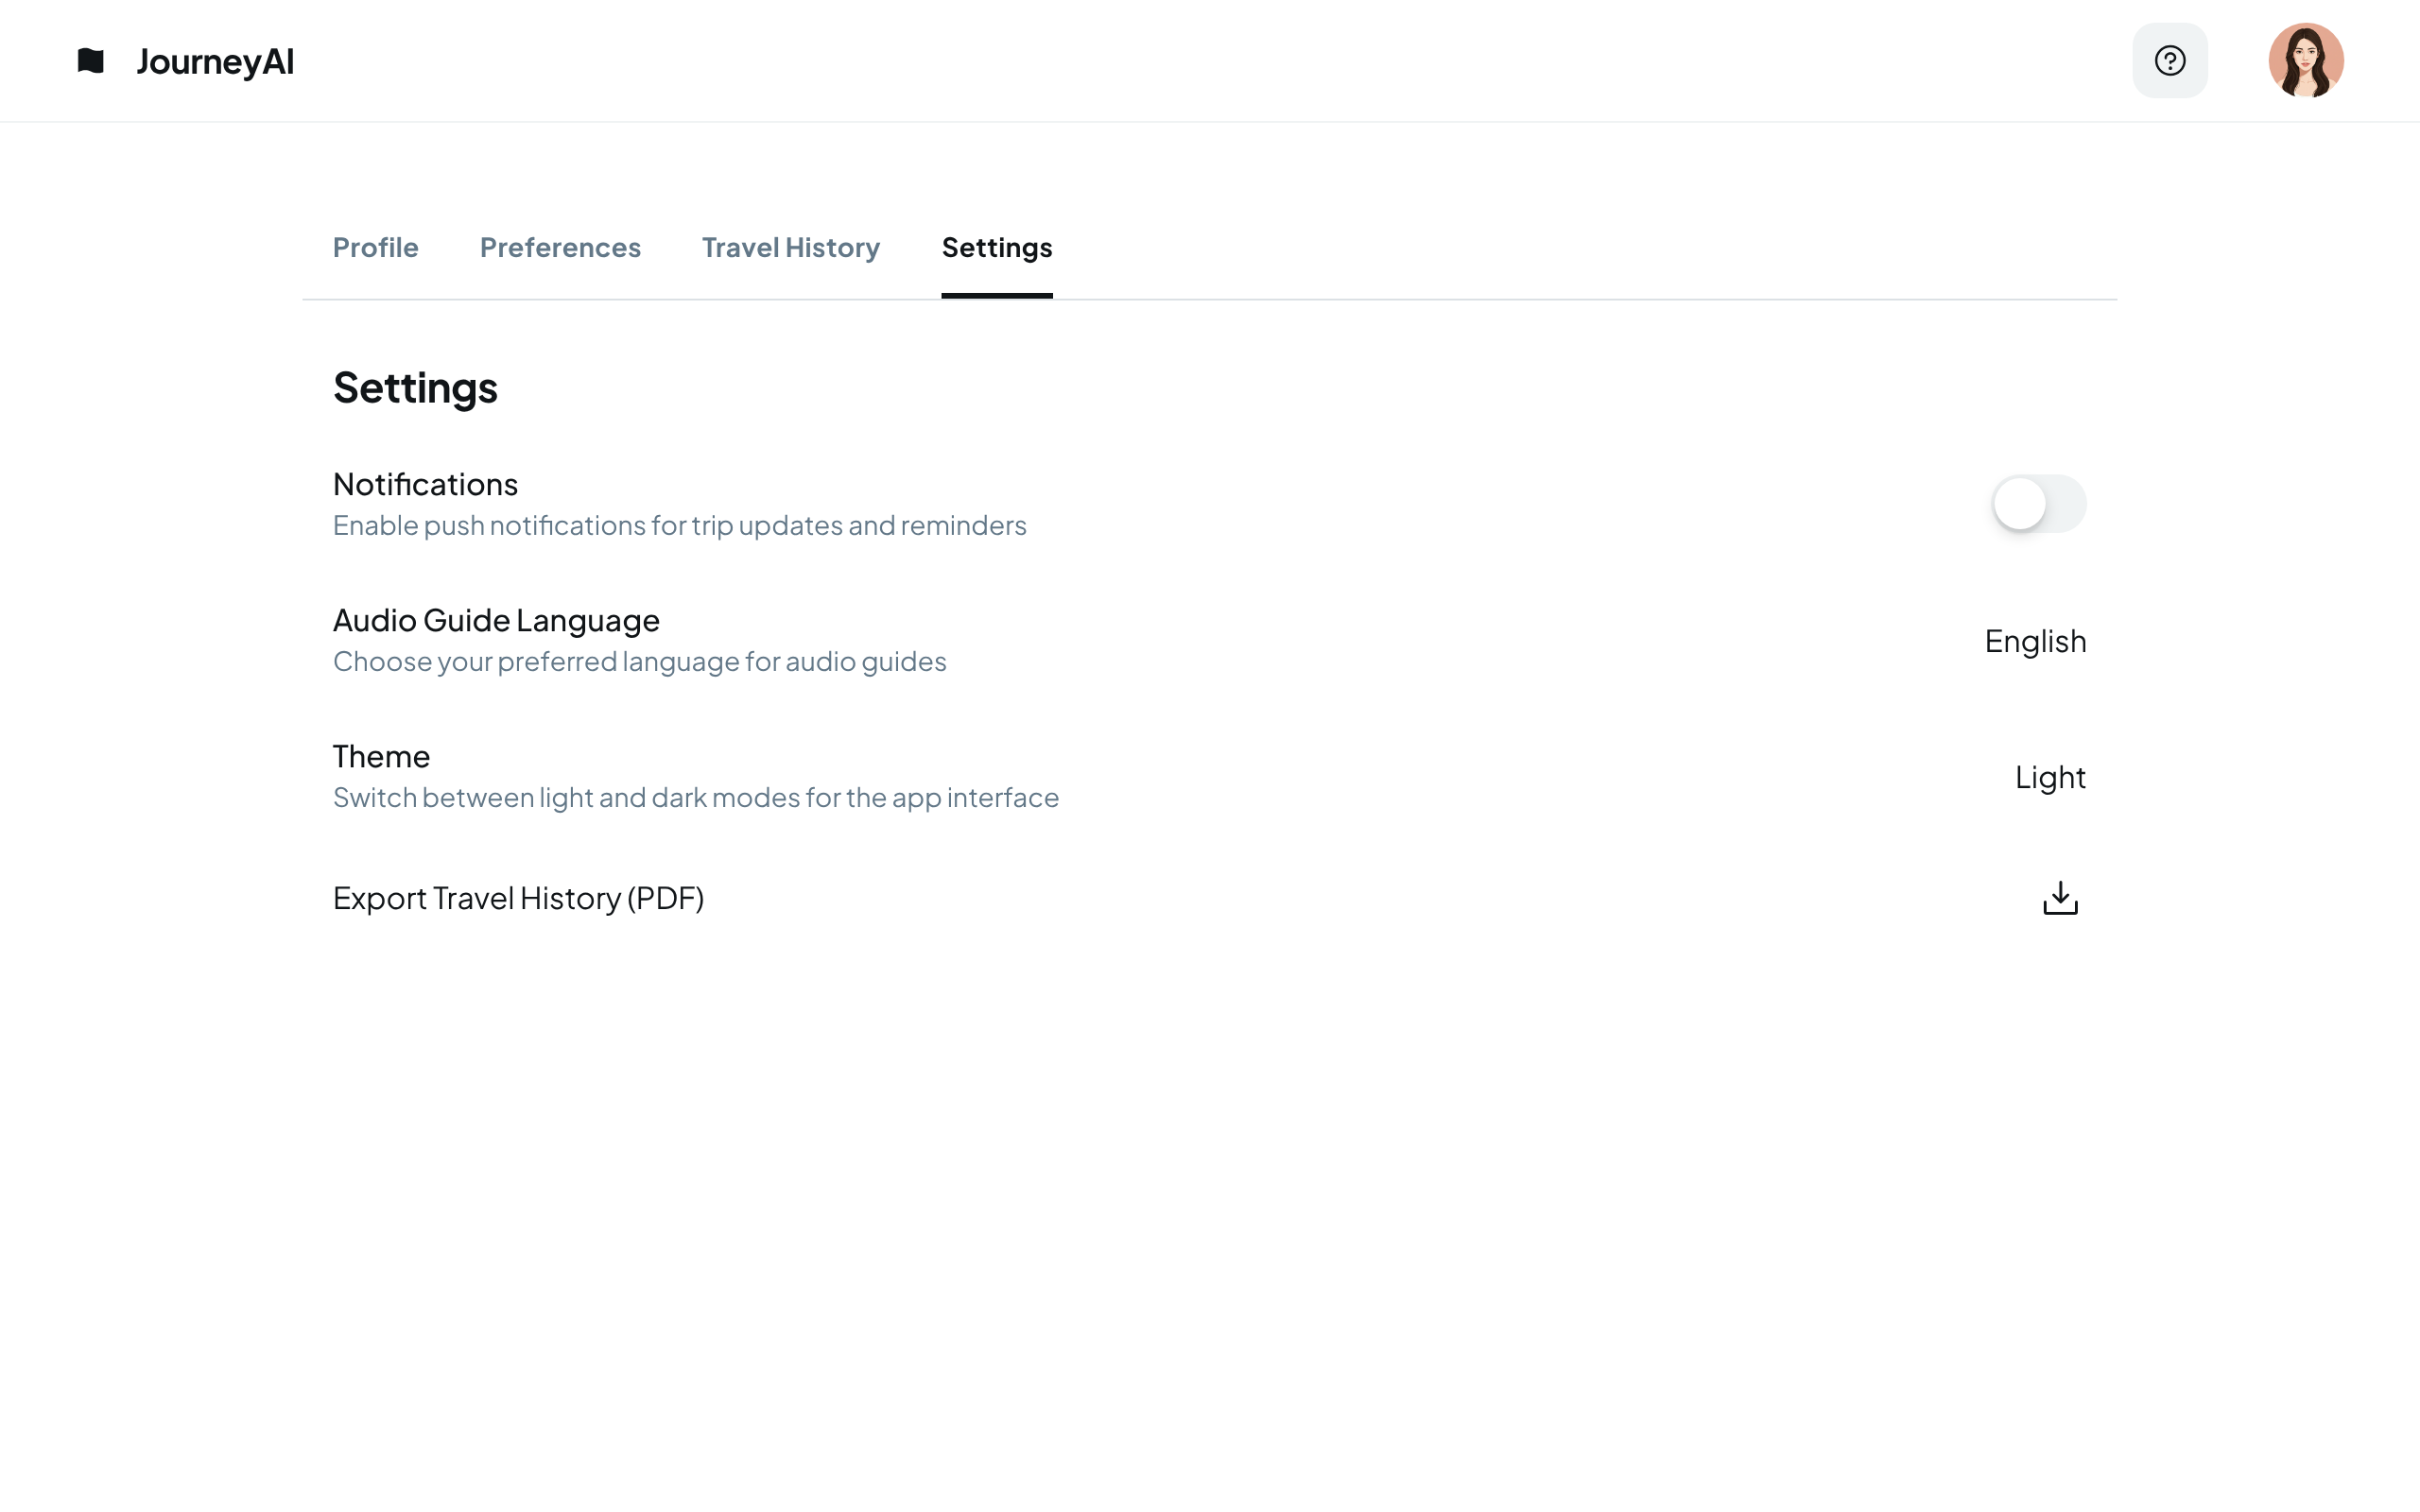 JourneyAI
Profile Preferences Travel History Settings
Settings
Notifications
Enable push notifications for trip updates and reminders
Audio Guide Language
Choose your preferred language for audio guides
English
Theme
Switch between light and dark modes for the app interface
Light
Export Travel History (PDF)